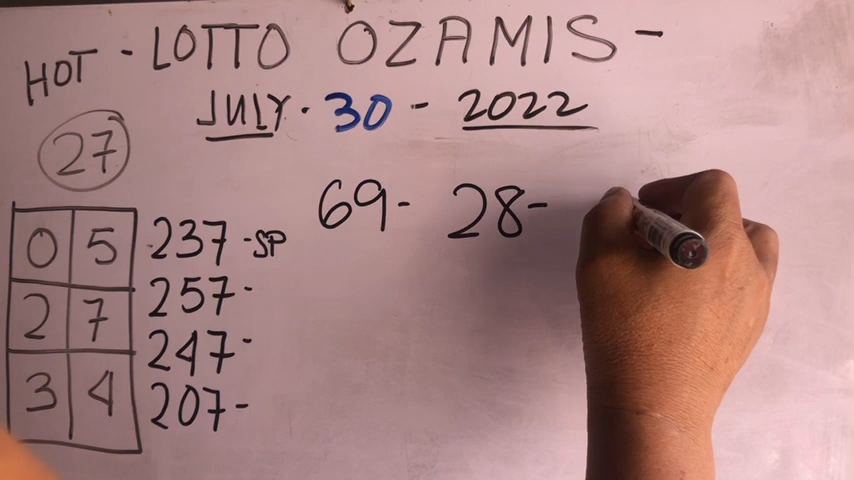 HOT - LOTTO OZAMIS -
JULY. 30 - 2022
27
69- 28-
0 5
2 7
3 4
237 -SP
257-
247-
207-